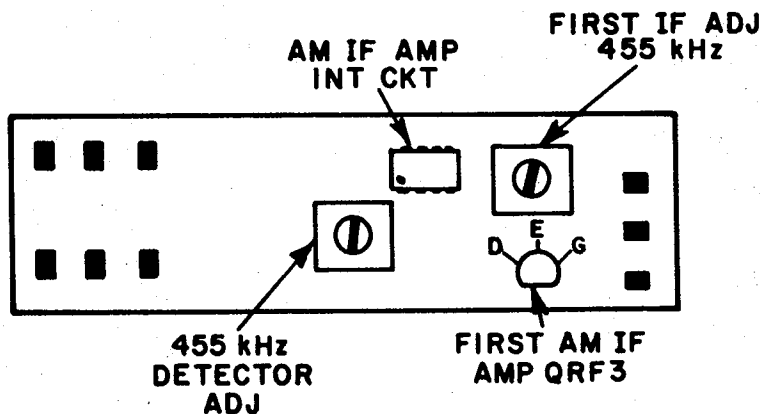 FIRST IF ADJ
455 kHz
AM IF AMP
INT CKT
E
D
G
455 kHz
DETECTOR
ADJ
FIRST AM IF
AMP QRF3